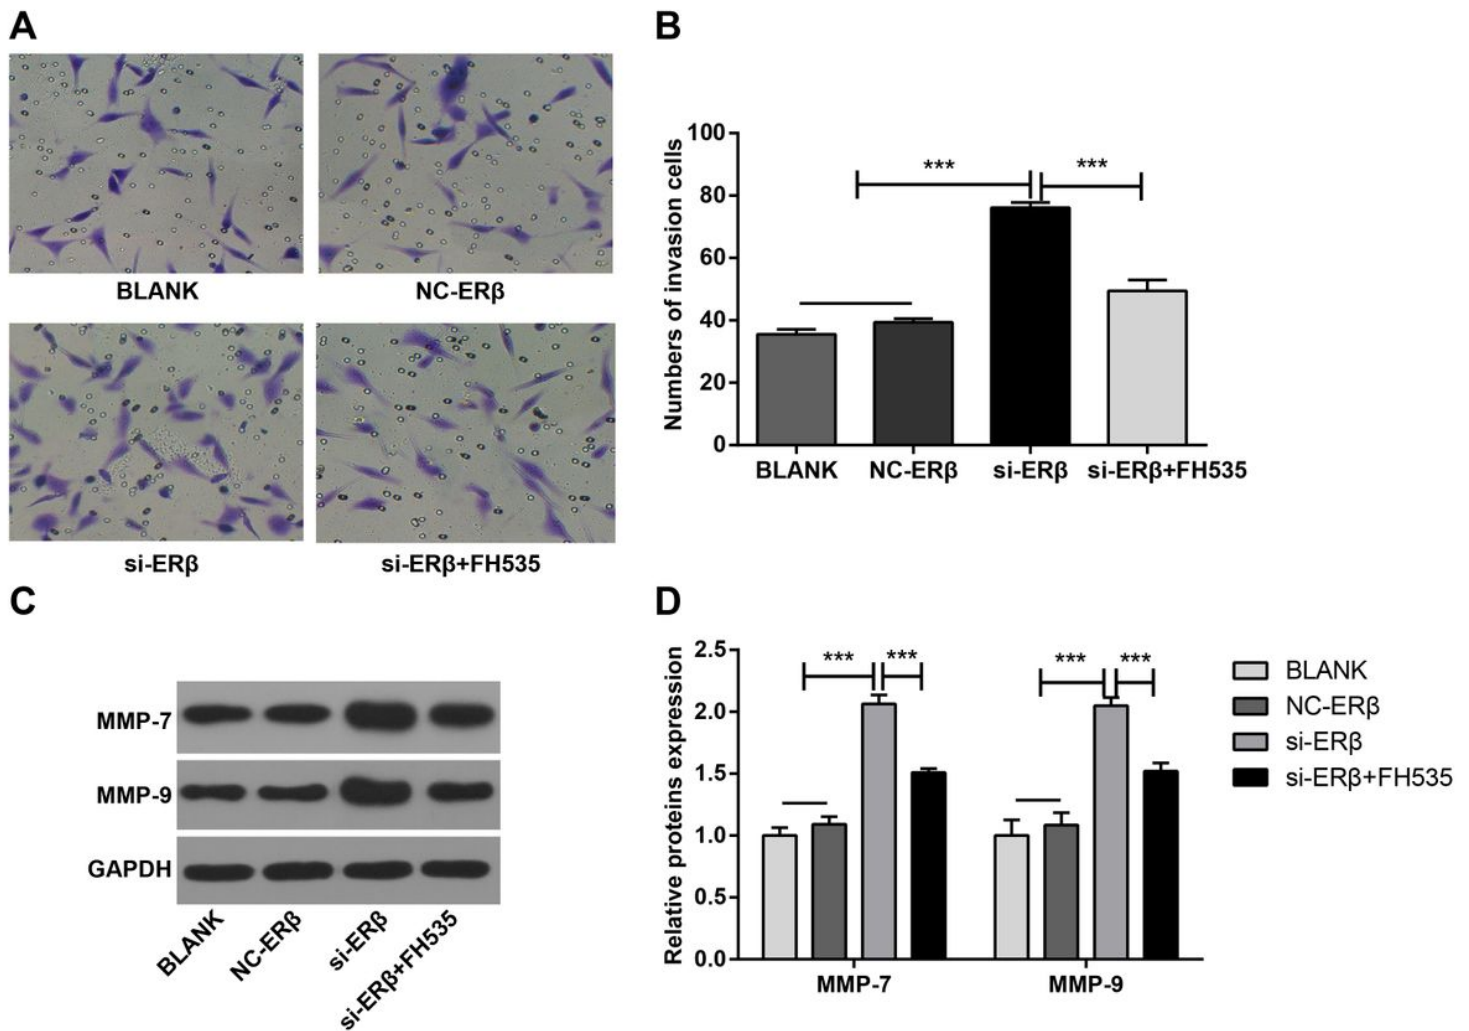 A
BLANK
NC-ERβ
si-ERβ
si-ERβ+FH535
B
Numbers of invasion cells
100
80
60
40
20
0
***
***
BLANK
NC-ERβ
si-ERβ
si-ERβ+FH535
C
MMP-7
MMP-9
GAPDH
BLANK
NC-ERβ
si-ERβ
si-ERβ+FH535
D
Relative proteins expression
2.5
2.0
1.5
1.0
0.5
0.0
***
***
***
***
MMP-7
MMP-9
BLANK
NC-ERβ
si-ERβ
si-ERβ+FH535